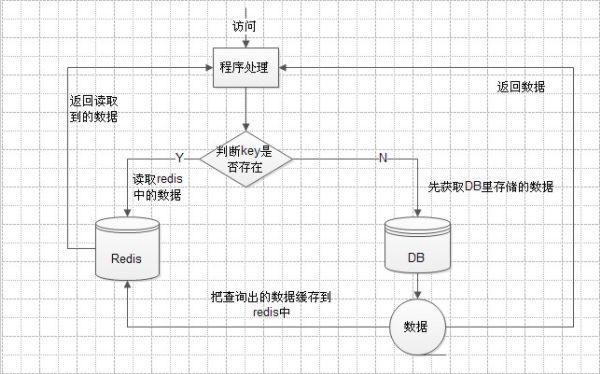 访问
程序处理
返回读取
到的数据
返回数据
判断key是
否存在
Y
N
读取redis
中的数据
先获取DB里存储的数据
Redis
DB
把查询出的数据缓存到
redis中
数据